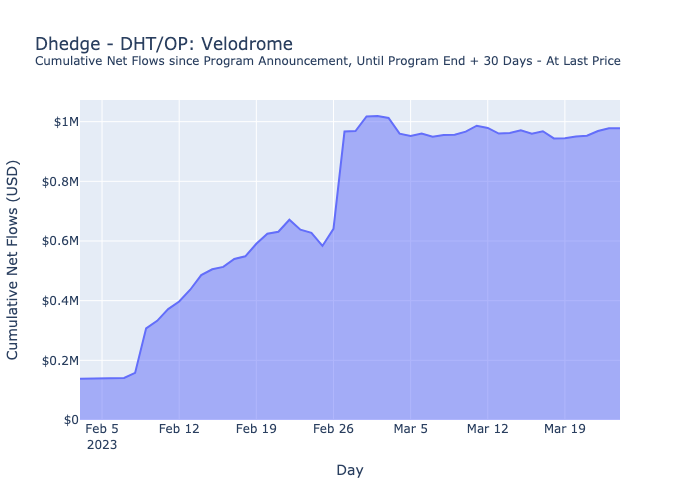 Dhedge - DHT/OP: Velodrome
Cumulative Net Flows since Program Announcement, Until Program End + 30 Days - At Last Price
Cumulative Net Flows (USD)
$1M
$0.8M
$0.6M
$0.4M
$0.2M
$0
Feb 5 Feb 12 Feb 19 Feb 26 Mar 5 Mar 12 Mar 19
2023
Day